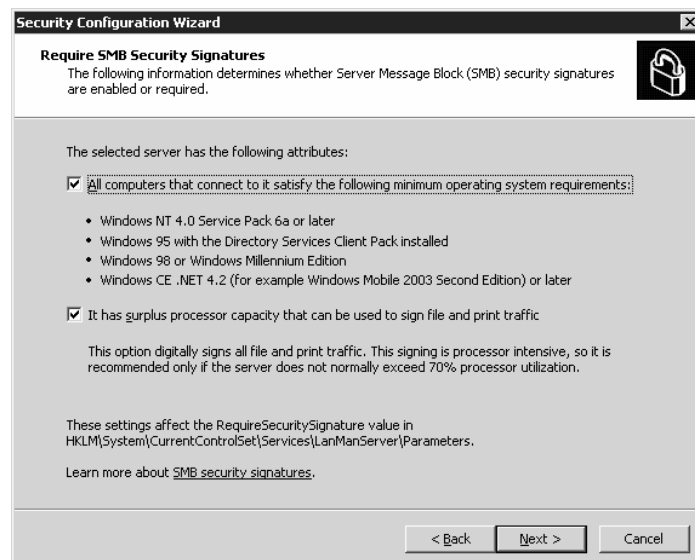 Security Configuration Wizard
Require SMB Security Signatures
The following information determines whether Server Message Block (SMB) security signatures
are enabled or required.
The selected server has the following attributes:
All computers that connect to it satisfy the following minimum operating system requirements:
• Windows NT 4.0 Service Pack 6a or later
• Windows 95 with the Directory Services Client Pack installed
• Windows 98 or Windows Millennium Edition
• Windows CE .NET 4.2 (for example Windows Mobile 2003 Second Edition) or later
It has surplus processor capacity that can be used to sign file and print traffic
This option digitally signs all file and print traffic. This signing is processor intensive, so it is
recommended only if the server does not normally exceed 70% processor utilization.
These settings affect the RequireSecuritySignature value in
HKLM\System\CurrentControlSet\Services\LanManServer\Parameters.
Learn more about SMB security signatures.
< Back Next > Cancel